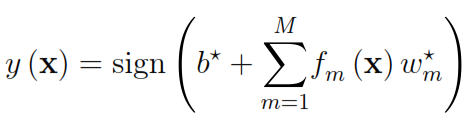 y (x) = sign ( b⋆ + ∑_{m=1}^{M} f_m (x) w_m^⋆ )